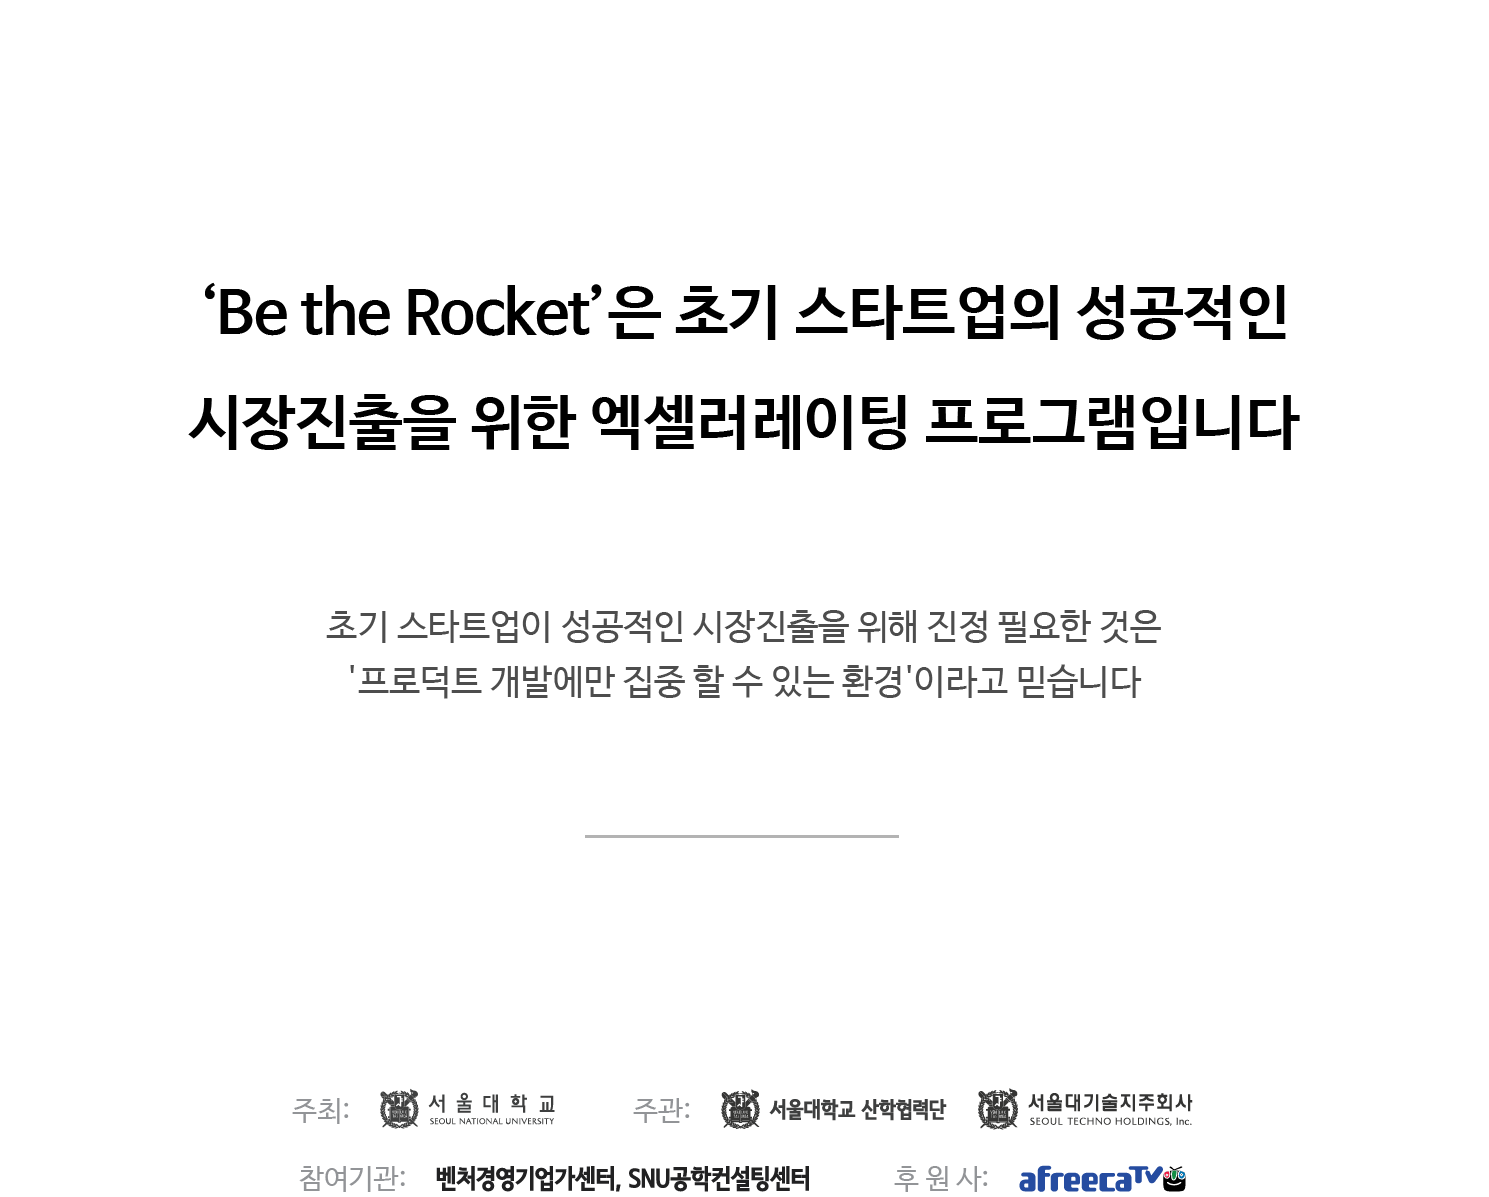 ‘Be the Rocket’은 초기 스타트업의 성공적인
시장진출을 위한 엑셀러레이팅 프로그램입니다
초기 스타트업이 성공적인 시장진출을 위해 진정 필요한 것은
'프로덕트 개발에만 집중 할 수 있는 환경'이라고 믿습니다
주최: 서울대학교 SEOUL NATIONAL UNIVERSITY 주관: 서울대학교 산학협력단 서울대기술지주회사 SEOUL TECHNO HOLDINGS, Inc.
참여기관: 벤처경영기업가센터, SNU공학컨설팅센터 후원사: afreecaTV